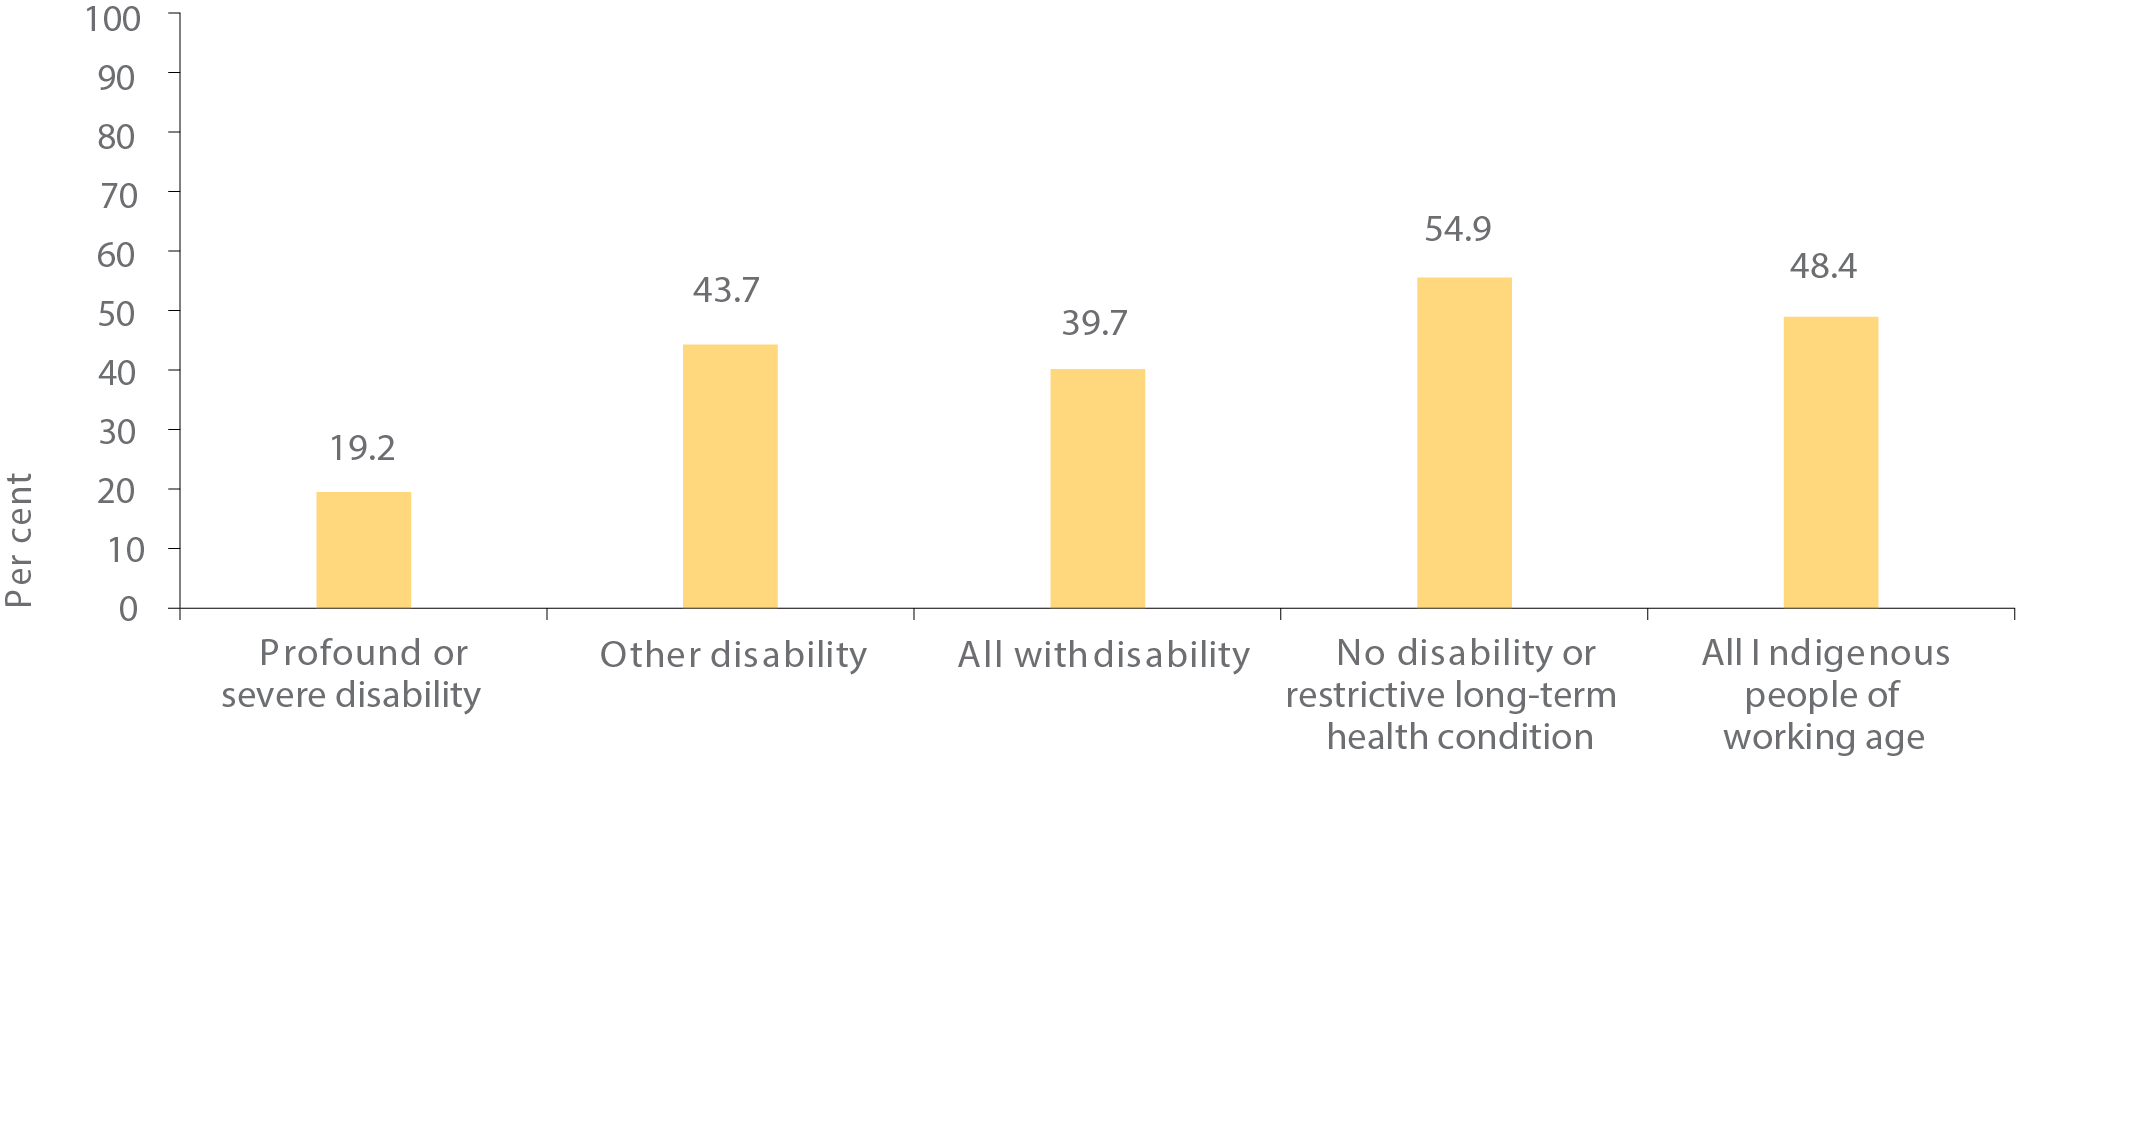 100
90
80
70
60
50
40
30
20
10
0
Per cent
19.2
43.7
39.7
54.9
48.4
Profound or
severe disability
Other disability
All with disability
No disability or
restrictive long-term
health condition
All Indigenous
people of
working age